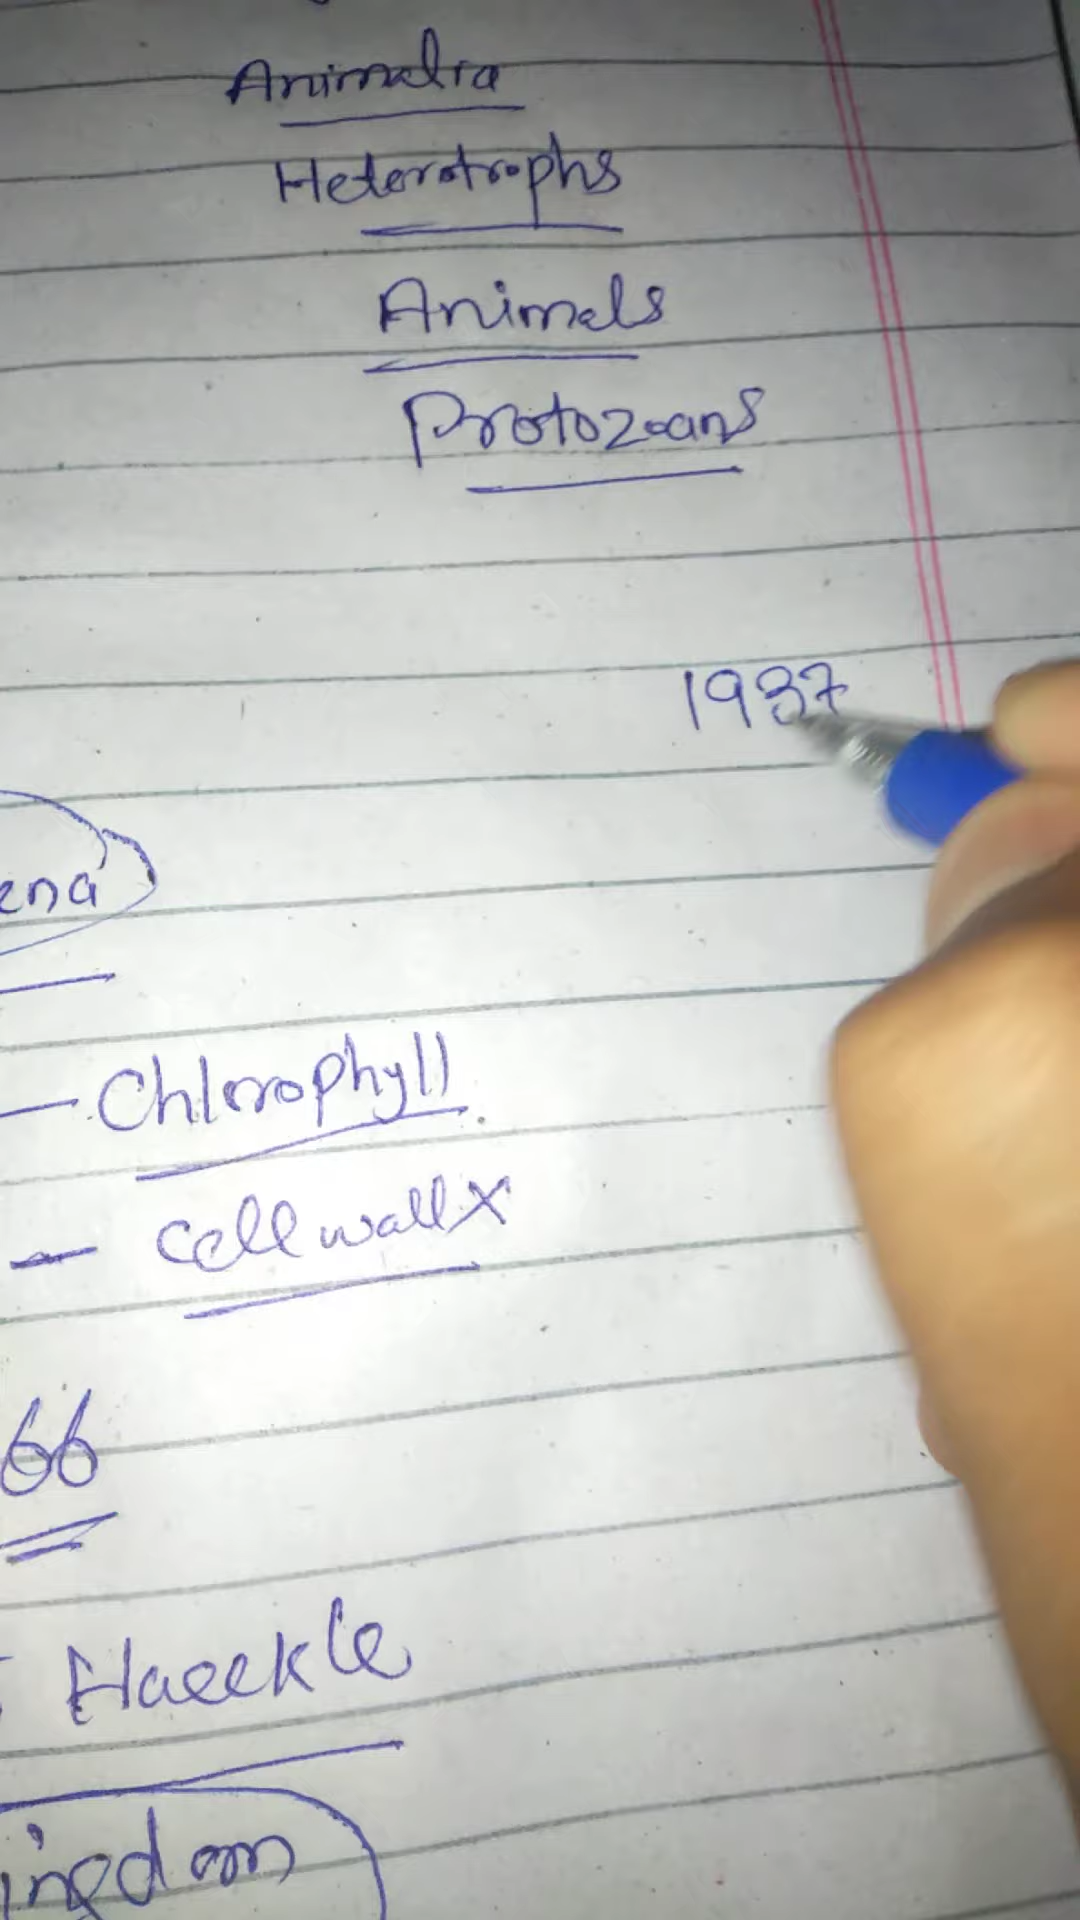 Animalia
Heterotrophs
Animals
Protozoans
1937
ena
- Chlorophyll
- Cell wall x
66
Haeckle
ingdom